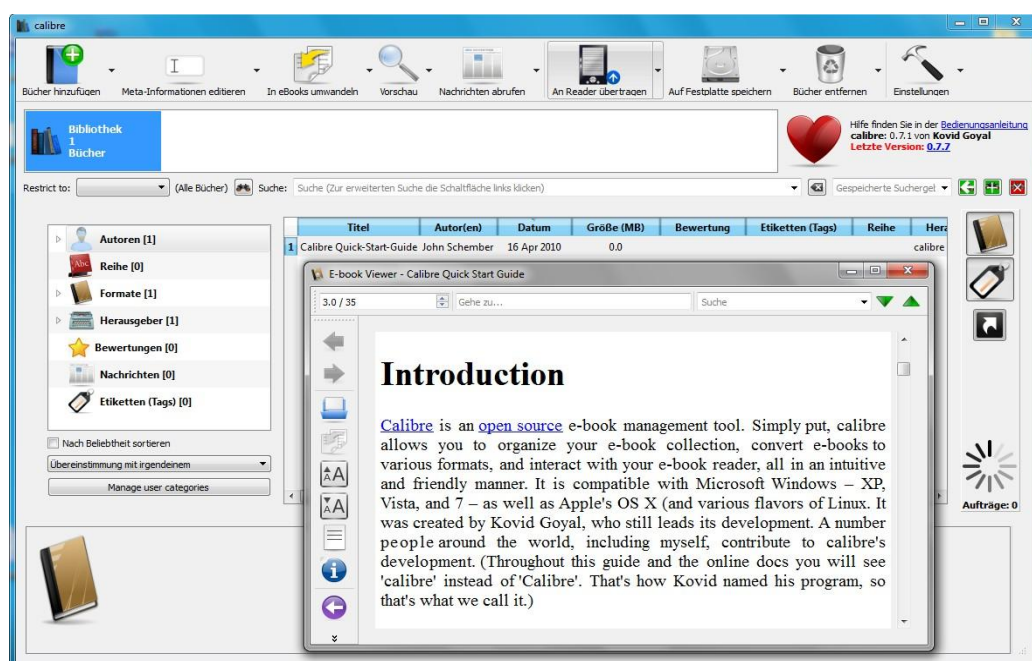 calibre
Bücher hinzufügen Meta-Informationen editieren In eBooks umwandeln Vorschau Nachrichten abrufen An Reader übertragen Auf Festplatte speichern Bücher entfernen Einstellungen
Bibliothek
1
Bücher
Hilfe finden Sie in der Bedienungsanleitung
calibre: 0.7.1 von Kovid Goyal
Letzte Version: 0.7.7
Restrict to: (Alle Bücher) Suche: Suche (Zur erweiterten Suche die Schaltfläche links klicken) Gespeicherte Suchergel
Titel Autor(en) Datum Größe (MB) Bewertung Etiketten (Tags) Reihe Hera
1 Calibre Quick-Start-Guide John Schember 16 Apr 2010 0.0 calibre
Autoren [1]
Reihe [0]
Formate [1]
Herausgeber [1]
Bewertungen [0]
Nachrichten [0]
Etiketten (Tags) [0]
Nach Beliebtheit sortieren
Übereinstimmung mit irgendeinem
Manage user categories
E-book Viewer - Calibre Quick Start Guide
3.0 / 35 Gehe zu... Suche
Introduction
Calibre is an open source e-book management tool. Simply put, calibre
allows you to organize your e-book collection, convert e-books to
various formats, and interact with your e-book reader, all in an intuitive
and friendly manner. It is compatible with Microsoft Windows – XP,
Vista, and 7 – as well as Apple's OS X (and various flavors of Linux. It
was created by Kovid Goyal, who still leads its development. A number
people around the world, including myself, contribute to calibre's
development. (Throughout this guide and the online docs you will see
'calibre' instead of 'Calibre'. That's how Kovid named his program, so
that's what we call it.)
Aufträge: 0